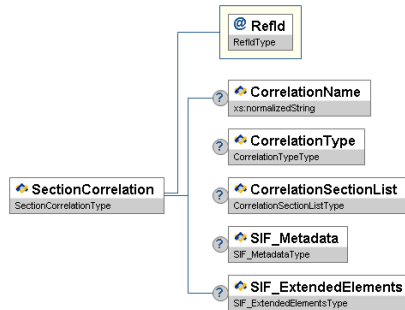 @ RefId
RefIdType
? CorrelationName
xs:normalizedString
? CorrelationType
CorrelationTypeType
SectionCorrelation
SectionCorrelationType
? CorrelationSectionList
CorrelationSectionListType
? SIF_Metadata
SIF_MetadataType
? SIF_ExtendedElements
SIF_ExtendedElementsType